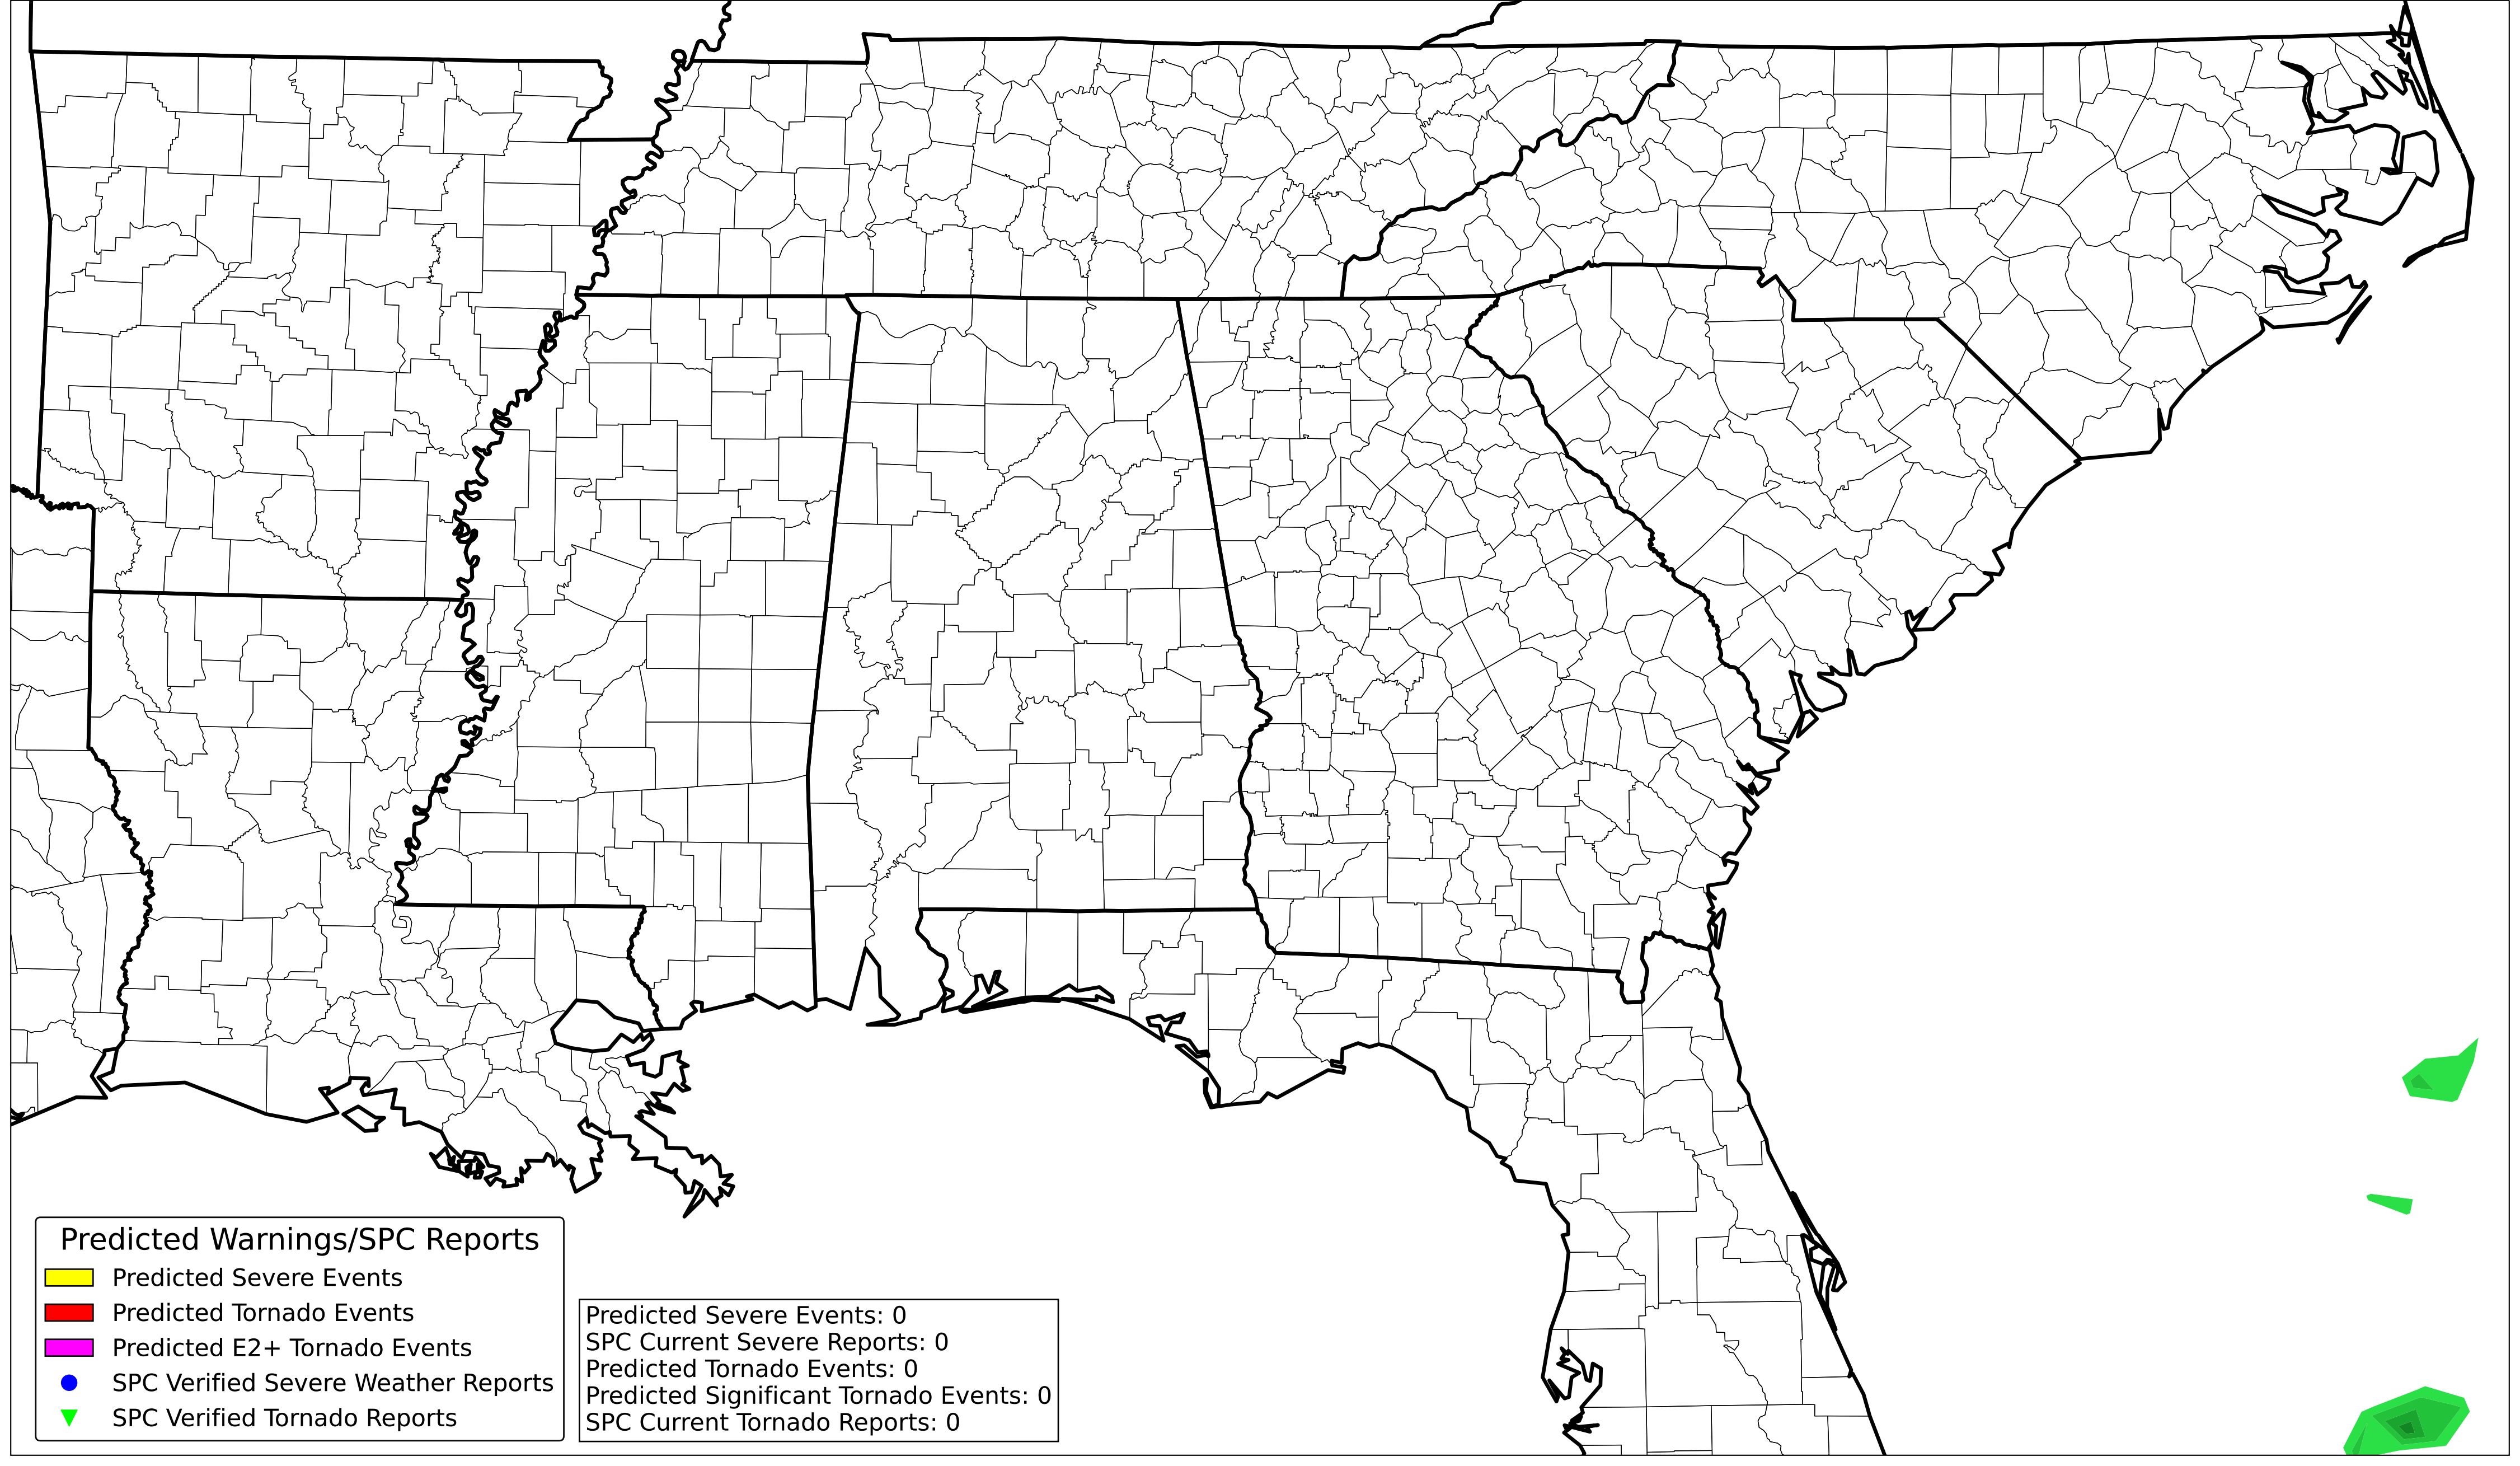 Predicted Warnings/SPC Reports
Predicted Severe Events
Predicted Tornado Events
Predicted E2+ Tornado Events
SPC Verified Severe Weather Reports
SPC Verified Tornado Reports
Predicted Severe Events: 0
SPC Current Severe Reports: 0
Predicted Tornado Events: 0
Predicted Significant Tornado Events: 0
SPC Current Tornado Reports: 0